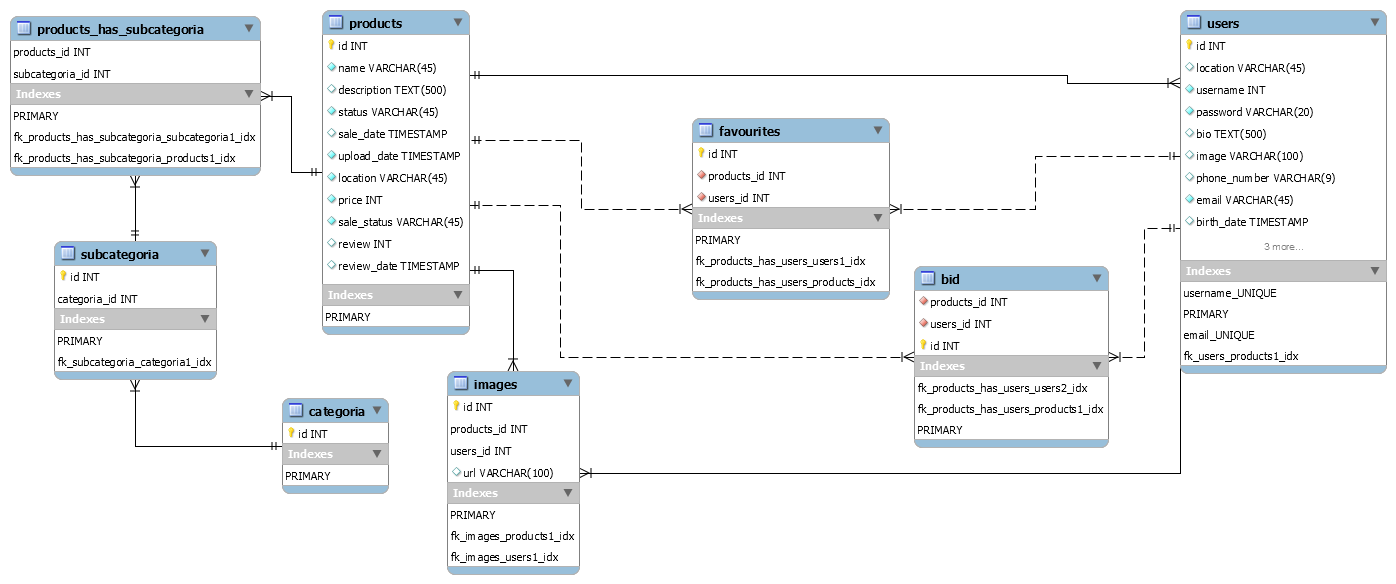 products_has_subcategoria
products_id INT
subcategoria_id INT
Indexes
PRIMARY
fk_products_has_subcategoria_subcategoria1_idx
fk_products_has_subcategoria_products1_idx
products
id INT
name VARCHAR(45)
description TEXT(500)
status VARCHAR(45)
sale_date TIMESTAMP
upload_date TIMESTAMP
location VARCHAR(45)
price INT
sale_status VARCHAR(45)
review INT
review_date TIMESTAMP
Indexes
PRIMARY
users
id INT
location VARCHAR(45)
username INT
password VARCHAR(20)
bio TEXT(500)
image VARCHAR(100)
phone_number VARCHAR(9)
email VARCHAR(45)
birth_date TIMESTAMP
3 more...
Indexes
username_UNIQUE
PRIMARY
email_UNIQUE
fk_users_products1_idx
favourites
id INT
products_id INT
users_id INT
Indexes
PRIMARY
fk_products_has_users_users1_idx
fk_products_has_users_products_idx
subcategoria
id INT
categoria_id INT
Indexes
PRIMARY
fk_subcategoria_categoria1_idx
bid
products_id INT
users_id INT
id INT
Indexes
fk_products_has_users_users2_idx
fk_products_has_users_products1_idx
PRIMARY
images
id INT
products_id INT
users_id INT
url VARCHAR(100)
Indexes
PRIMARY
fk_images_products1_idx
fk_images_users1_idx
categoria
id INT
Indexes
PRIMARY